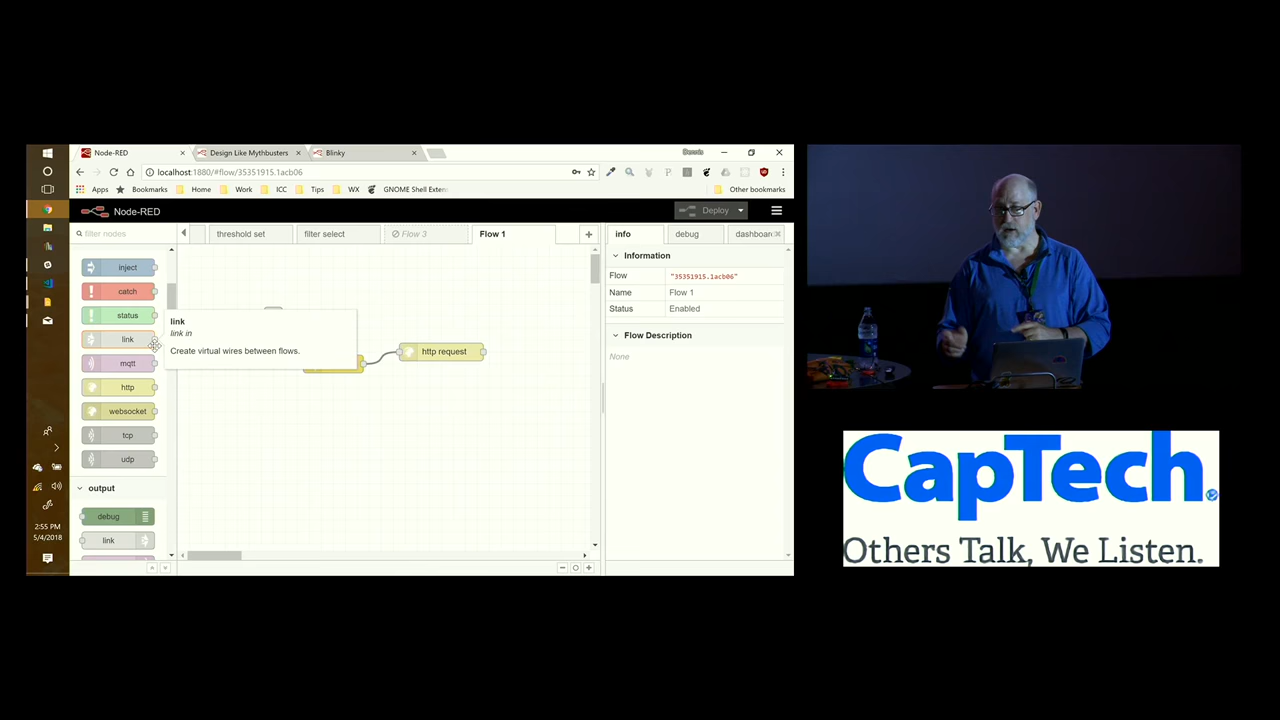 Node-RED
Design Like Mythbusters
Blinky
Dennis
localhost:1880/#flow/35351915.1acb06
Apps
Bookmarks
Home
Work
ICC
Tips
WX
GNOME Shell Exten
Other bookmarks
Node-RED
Deploy
filter nodes
threshold set
filter select
Flow 3
Flow 1
info
debug
dashboard
inject
catch
status
link
mqtt
http
websocket
tcp
udp
output
debug
link
link
link in
Create virtual wires between flows.
http request
Information
Flow
"35351915.1acb06"
Name
Flow 1
Status
Enabled
Flow Description
None
2:55 PM
5/4/2018
CapTech
Others Talk, We Listen.